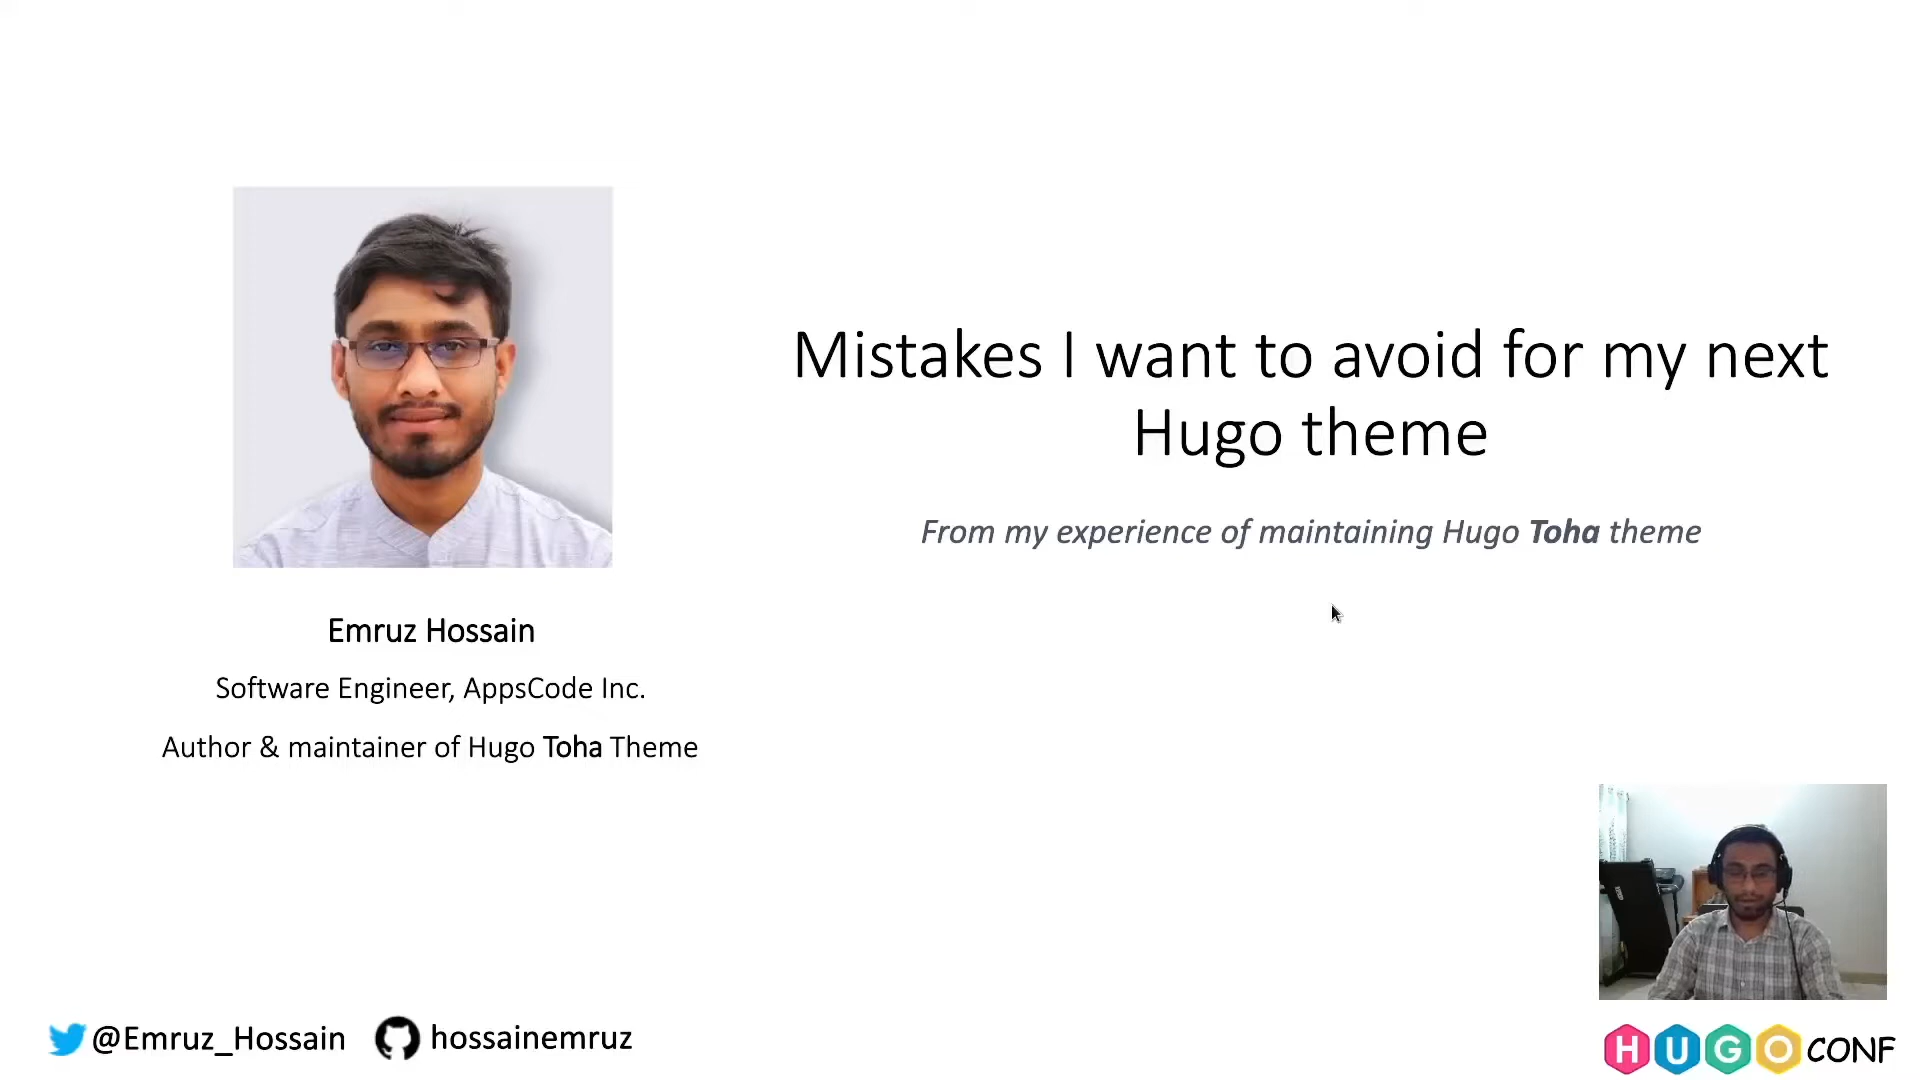 Mistakes I want to avoid for my next
Hugo theme
From my experience of maintaining Hugo Toha theme
Emruz Hossain
Software Engineer, AppsCode Inc.
Author & maintainer of Hugo Toha Theme
@Emruz_Hossain
hossainemruz
HUGO CONF